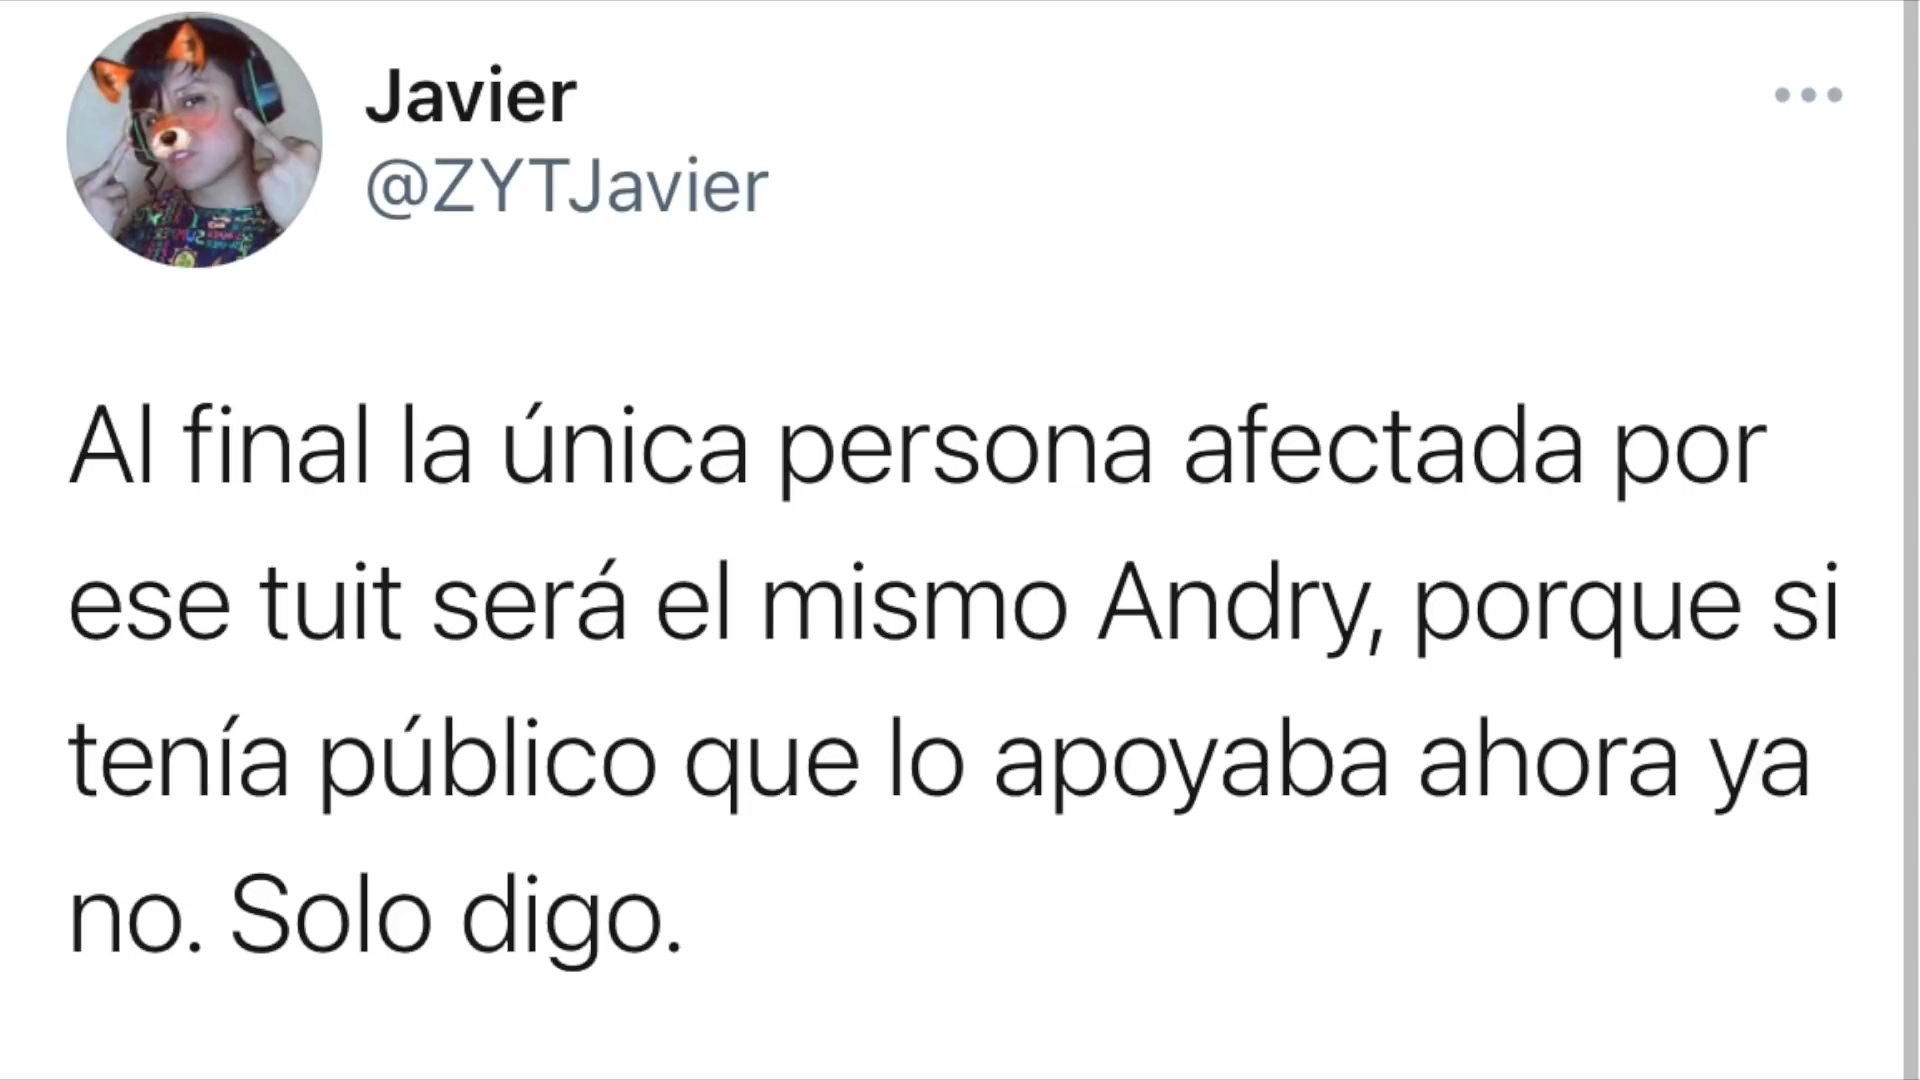 Javier
@ZYTJavier
Al final la única persona afectada por
ese tuit será el mismo Andry, porque si
tenía público que lo apoyaba ahora ya
no. Solo digo.